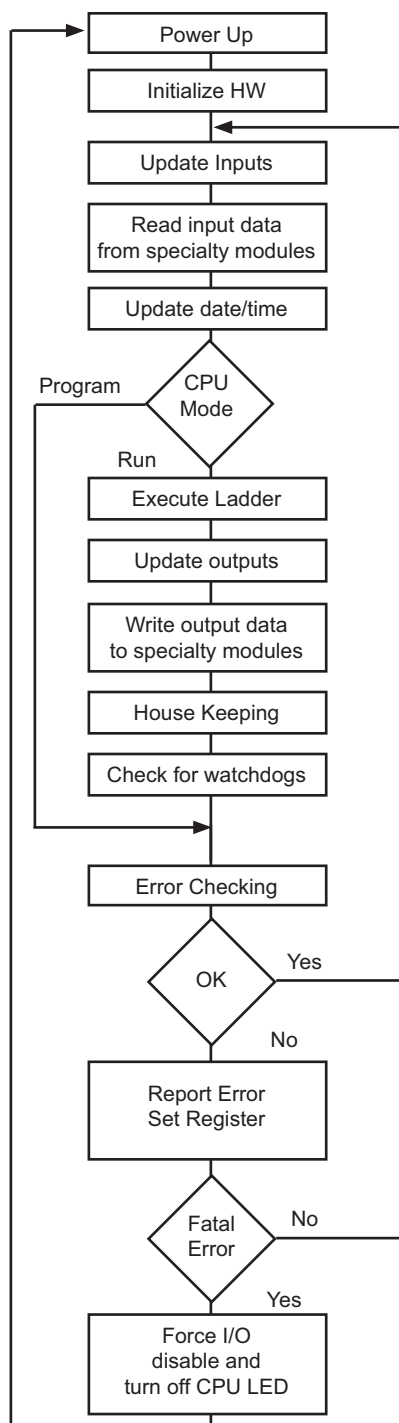 Power Up
Initialize HW
Update Inputs
Read input data
from specialty modules
Update date/time
Program
CPU
Mode
Run
Execute Ladder
Update outputs
Write output data
to specialty modules
House Keeping
Check for watchdogs
Error Checking
OK
Yes
No
Report Error
Set Register
Fatal
Error
No
Yes
Force I/O
disable and
turn off CPU LED